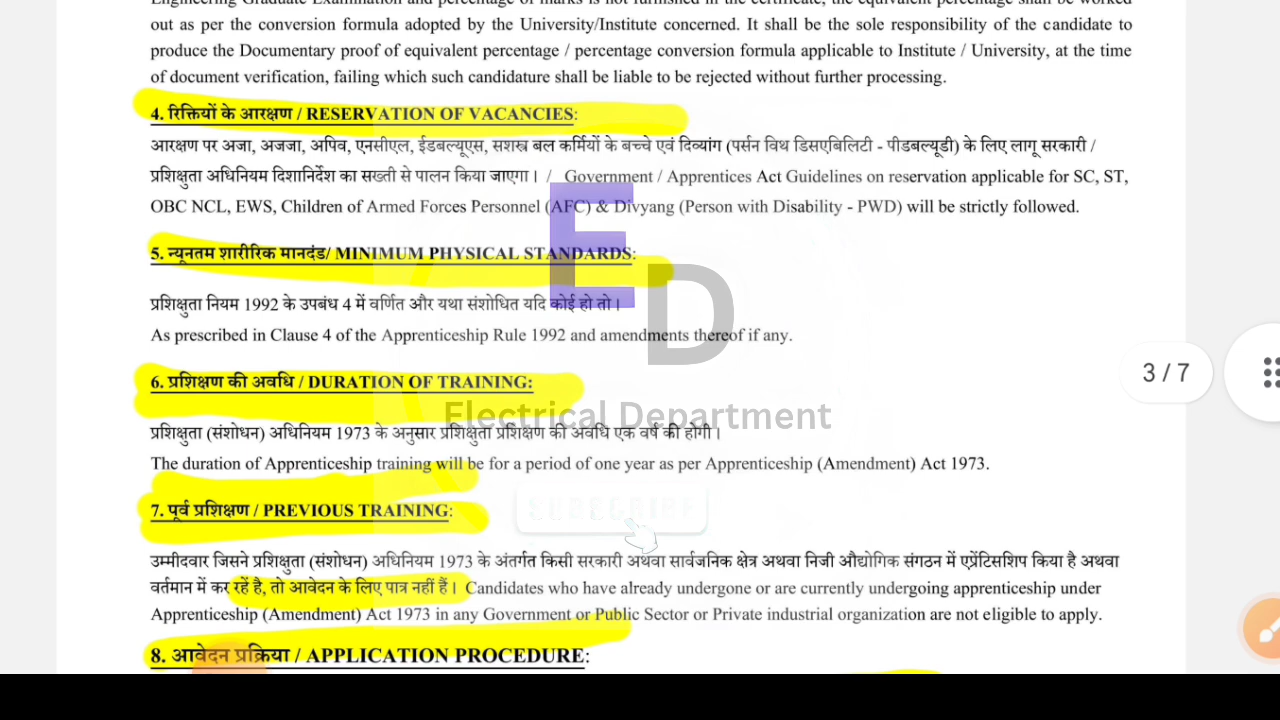 Engineering Graduate Examination and percentage of marks is not furnished in the certificate, the equivalent percentage shall be worked
out as per the conversion formula adopted by the University/Institute concerned. It shall be the sole responsibility of the candidate to
produce the Documentary proof of equivalent percentage / percentage conversion formula applicable to Institute / University, at the time
of document verification, failing which such candidature shall be liable to be rejected without further processing.
4. रिक्तियों के आरक्षण / RESERVATION OF VACANCIES:
आरक्षण पर अजा, अजजा, अपिव, एनसीएल, ईडबल्यूएस, सशस्त्र बल कर्मियों के बच्चे एवं दिव्यांग (पर्सन विथ डिसएबिलिटी - पीडबल्यूडी) के लिए लागू सरकारी /
प्रशिक्षुता अधिनियम दिशानिर्देश का सख्ती से पालन किया जाएगा। / Government / Apprentices Act Guidelines on reservation applicable for SC, ST,
OBC NCL, EWS, Children of Armed Forces Personnel (AFC) & Divyang (Person with Disability - PWD) will be strictly followed.
E
5. न्यूनतम शारीरिक मानदंड/ MINIMUM PHYSICAL STANDARDS:
D
प्रशिक्षुता नियम 1992 के उपबंध 4 में वर्णित और यथा संशोधित यदि कोई हो तो।
As prescribed in Clause 4 of the Apprenticeship Rule 1992 and amendments thereof if any.
3 / 7
6. प्रशिक्षण की अवधि / DURATION OF TRAINING:
Electrical Department
प्रशिक्षुता (संशोधन) अधिनियम 1973 के अनुसार प्रशिक्षुता प्रशिक्षण की अवधि एक वर्ष की होगी।
The duration of Apprenticeship training will be for a period of one year as per Apprenticeship (Amendment) Act 1973.
7. पूर्व प्रशिक्षण / PREVIOUS TRAINING:
SUBSCRIBE
उम्मीदवार जिसने प्रशिक्षुता (संशोधन) अधिनियम 1973 के अंतर्गत किसी सरकारी अथवा सार्वजनिक क्षेत्र अथवा निजी औद्योगिक संगठन में एप्रेंटिसशिप किया है अथवा
वर्तमान में कर रहें है, तो आवेदन के लिए पात्र नहीं हैं। Candidates who have already undergone or are currently undergoing apprenticeship under
Apprenticeship (Amendment) Act 1973 in any Government or Public Sector or Private industrial organization are not eligible to apply.
8. आवेदन प्रक्रिया / APPLICATION PROCEDURE: